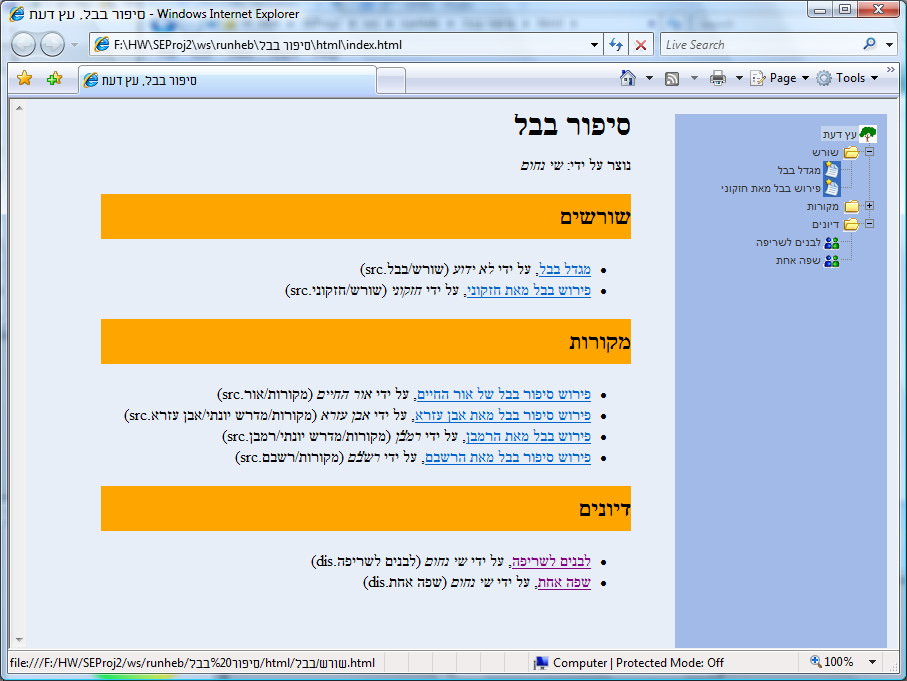 סיפור בבל, עץ דעת - Windows Internet Explorer
F:\HW\SEProj2\ws\runheb\סיפור בבל\html\index.html
Live Search
סיפור בבל, עץ דעת
Page
Tools
סיפור בבל
נוצר על ידי: שי נחום
שורשים
מגדל בבל, על ידי לא ידוע (שורש/בבל.src)
פירוש בבל מאת חזקוני, על ידי חזקוני (שורש/חזקוני.src)
מקורות
פירוש סיפור בבל של אור החיים, על ידי אור החיים (מקורות/אור.src)
פירוש סיפור בבל מאת אבן עזרא, על ידי אבן עזרא (מקורות/מדרש יונתי/אבן עזרא.src)
פירוש בבל מאת הרמבן, על ידי רמב"ן (מקורות/מדרש יונתי/רמבן.src)
פירוש סיפור בבל מאת הרשבם, על ידי רשב"ם (מקורות/רשבם.src)
דיונים
לבנים לשריפה, על ידי שי נחום (לבנים לשריפה.dis)
שפה אחת, על ידי שי נחום (שפה אחת.dis)
עץ דעת
שורש
מגדל בבל
פירוש בבל מאת חזקוני
מקורות
דיונים
לבנים לשריפה
שפה אחת
file:///F:/HW/SEProj2/ws/runheb/סיפור%20בבל/html/שורש/בבל.html
Computer | Protected Mode: Off
100%